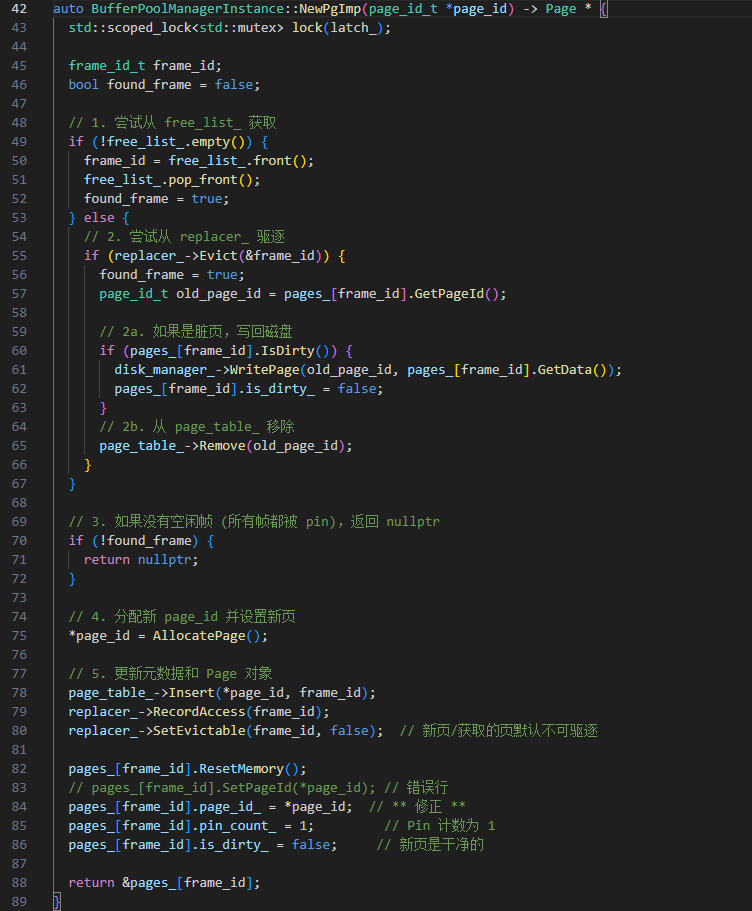 42 auto BufferPoolManagerInstance::NewPgImp(page_id_t *page_id) -> Page * {
43   std::scoped_lock<std::mutex> lock(latch_);
44
45   frame_id_t frame_id;
46   bool found_frame = false;
47
48   // 1. 尝试从 free_list_ 获取
49   if (!free_list_.empty()) {
50     frame_id = free_list_.front();
51     free_list_.pop_front();
52     found_frame = true;
53   } else {
54     // 2. 尝试从 replacer_ 驱逐
55     if (replacer_->Evict(&frame_id)) {
56       found_frame = true;
57       page_id_t old_page_id = pages_[frame_id].GetPageId();
58
59       // 2a. 如果是脏页，写回磁盘
60       if (pages_[frame_id].IsDirty()) {
61         disk_manager_->WritePage(old_page_id, pages_[frame_id].GetData());
62         pages_[frame_id].is_dirty_ = false;
63       }
64       // 2b. 从 page_table_ 移除
65       page_table_->Remove(old_page_id);
66     }
67   }
68
69   // 3. 如果没有空闲帧 (所有帧都被 pin)，返回 nullptr
70   if (!found_frame) {
71     return nullptr;
72   }
73
74   // 4. 分配新 page_id 并设置新页
75   *page_id = AllocatePage();
76
77   // 5. 更新元数据和 Page 对象
78   page_table_->Insert(*page_id, frame_id);
79   replacer_->RecordAccess(frame_id);
80   replacer_->SetEvictable(frame_id, false);  // 新页/获取的页默认不可驱逐
81
82   pages_[frame_id].ResetMemory();
83   // pages_[frame_id].SetPageId(*page_id); // 错误行
84   pages_[frame_id].page_id_ = *page_id;  // ** 修正 **
85   pages_[frame_id].pin_count_ = 1;         // Pin 计数为 1
86   pages_[frame_id].is_dirty_ = false;     // 新页是干净的
87
88   return &pages_[frame_id];
89 }